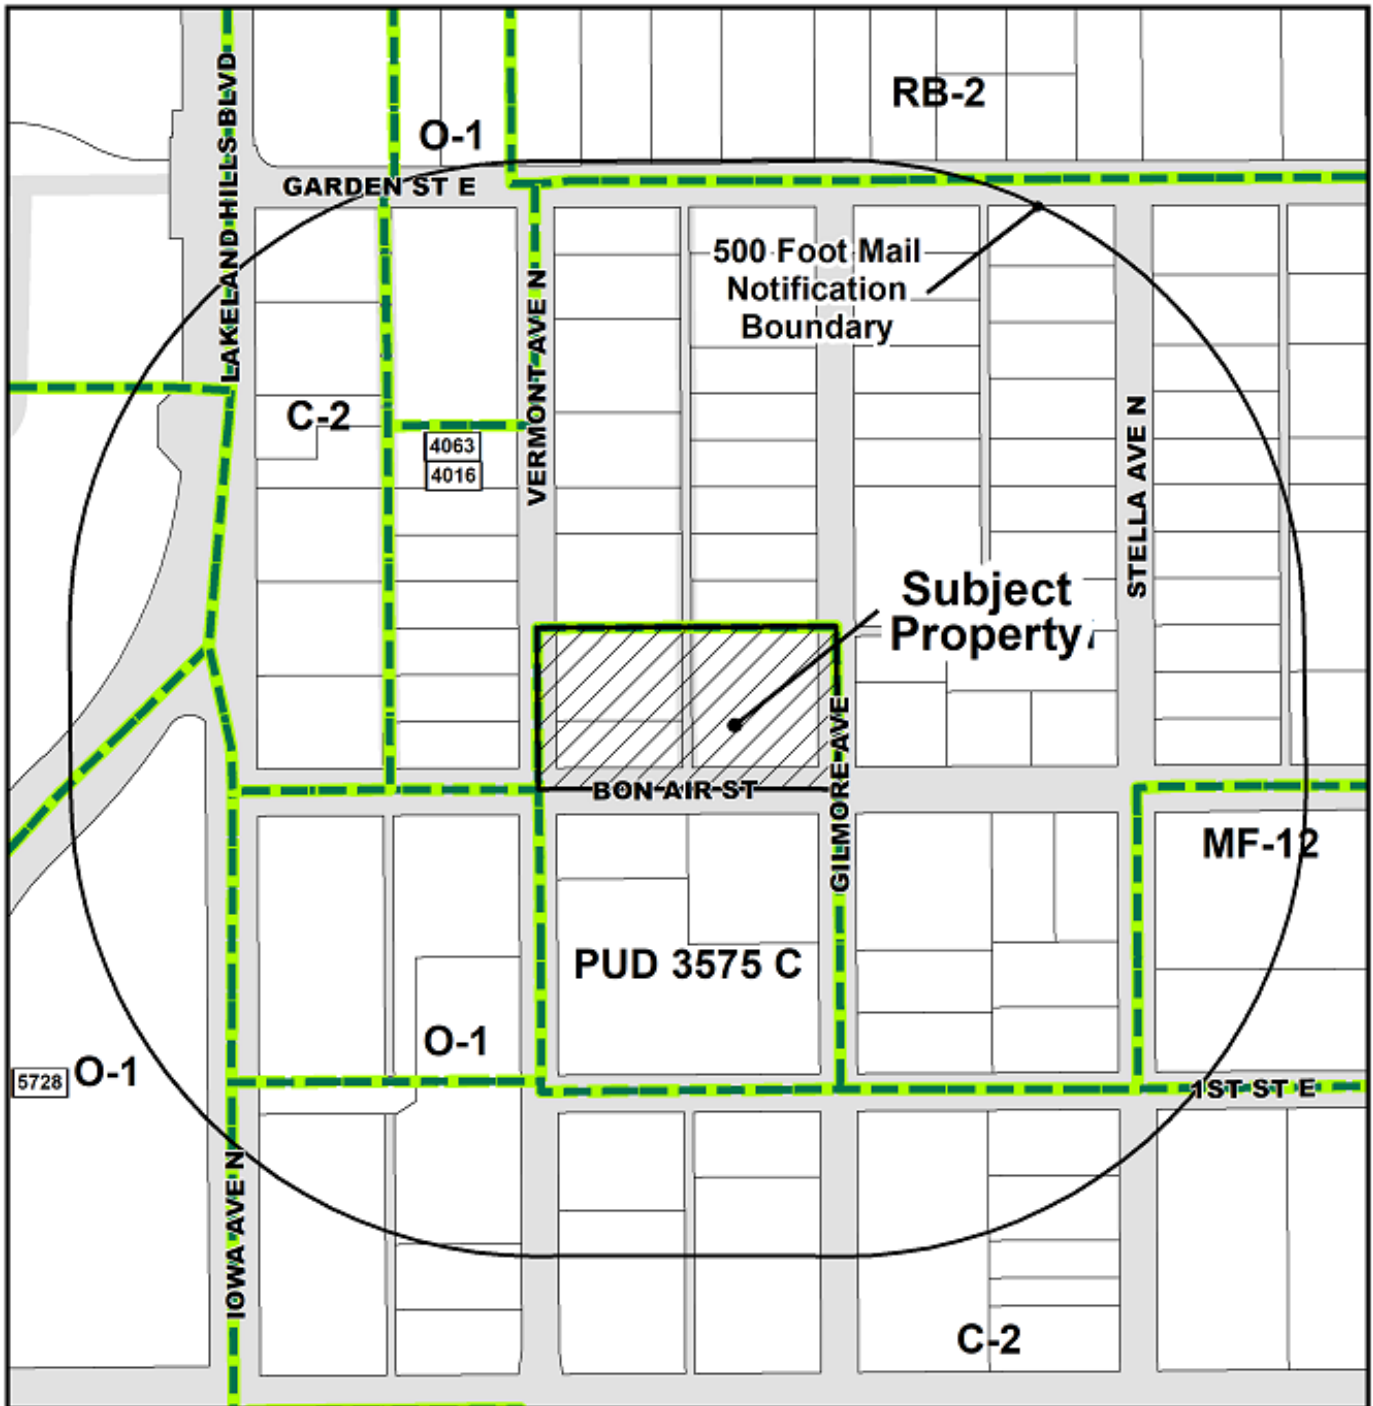 RB-2
O-1
LAKELAND HILLS BLVD
GARDEN ST E
500 Foot Mail
Notification
Boundary
VERMONT AVE N
C-2
4063
4016
STELLA AVE N
Subject
Property
BON AIR ST
GILMORE AVE
MF-12
PUD 3575 C
O-1
5728
O-1
1ST ST E
IOWA AVE N
C-2